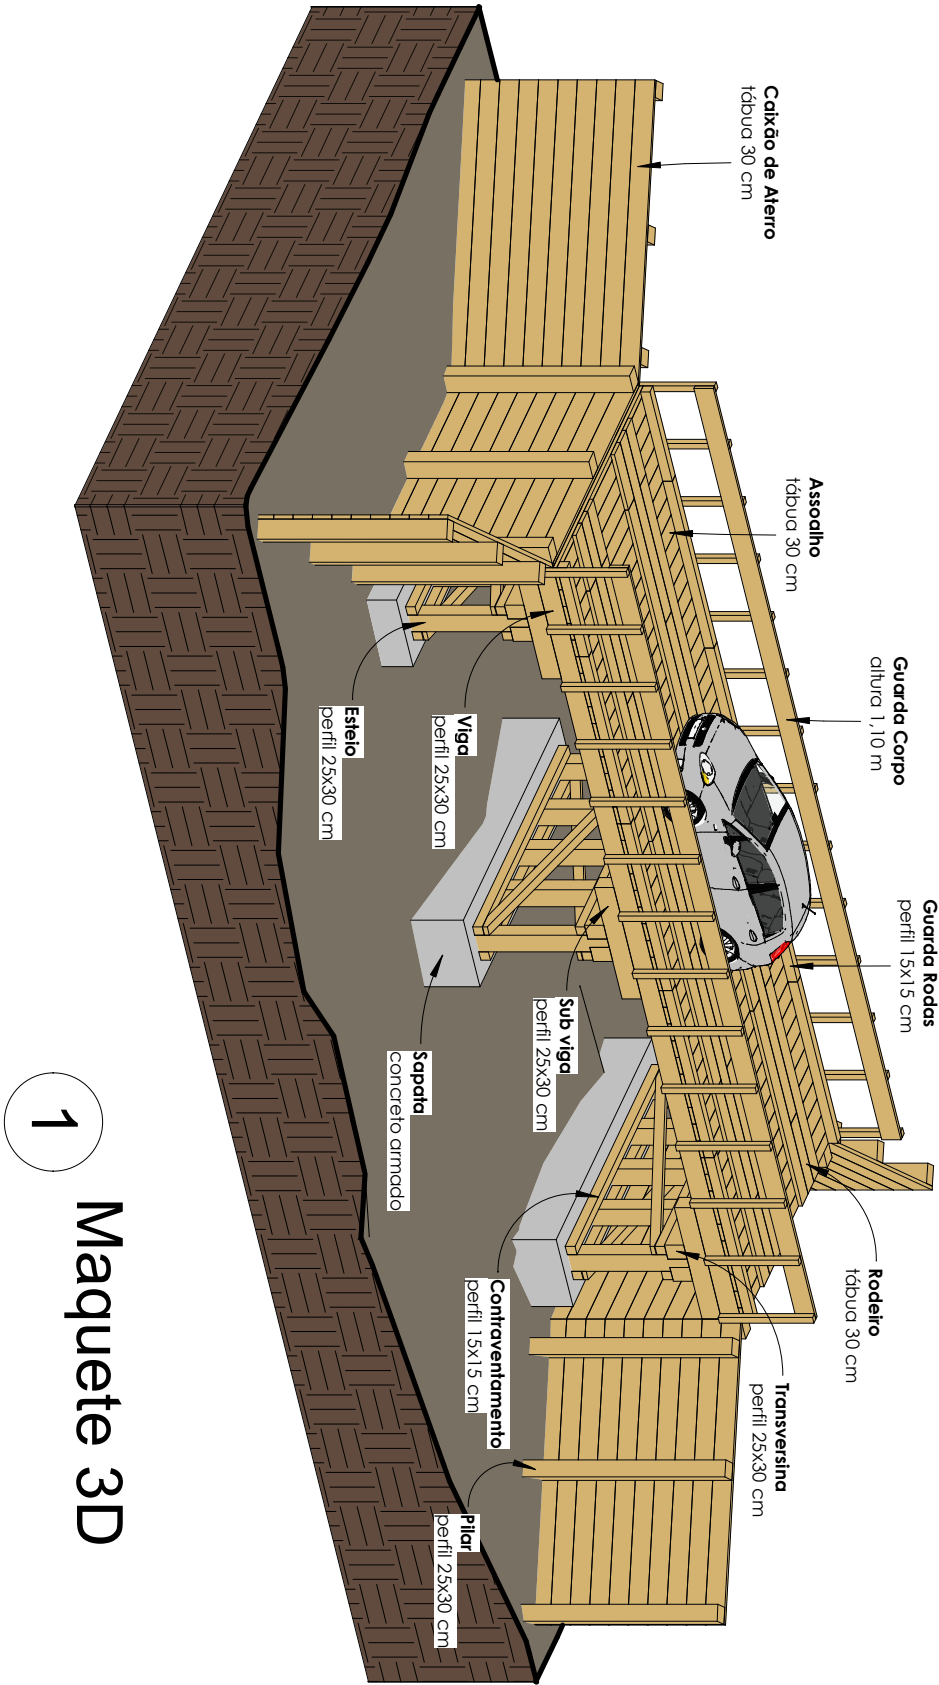 Caixão de Aterro
tábua 30 cm
Assoalho
tábua 30 cm
Guarda Corpo
altura 1,10 m
Guarda Rodas
perfil 15x15 cm
Rodeiro
tábua 30 cm
Transversina
perfil 25x30 cm
Esteio
perfil 25x30 cm
Viga
perfil 25x30 cm
Sub viga
perfil 25x30 cm
Sapata
concreto armado
Contraventamento
perfil 15x15 cm
Pilar
perfil 25x30 cm
1
Maquete 3D